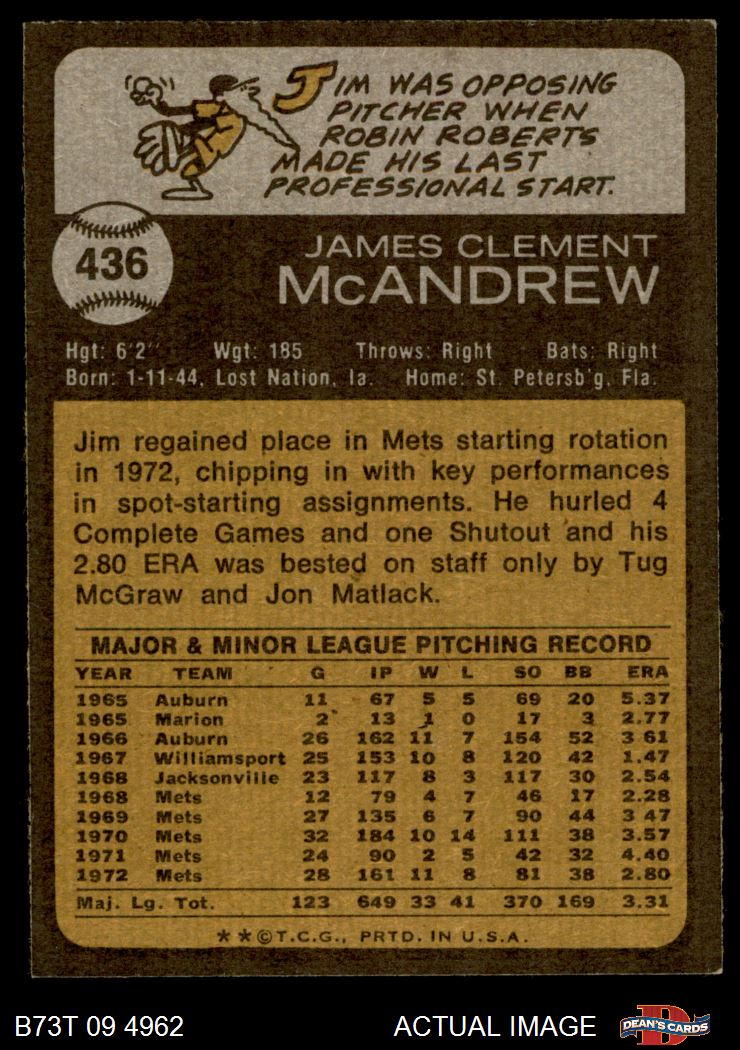 JIM WAS OPPOSING
PITCHER WHEN
ROBIN ROBERTS
MADE HIS LAST
PROFESSIONAL START.
436
JAMES CLEMENT
McANDREW
Hgt: 6'2" Wgt: 185 Throws: Right Bats: Right
Born: 1-11-44, Lost Nation, Ia. Home: St. Petersb'g, Fla.
Jim regained place in Mets starting rotation
in 1972, chipping in with key performances
in spot-starting assignments. He hurled 4
Complete Games and one Shutout and his
2.80 ERA was bested on staff only by Tug
McGraw and Jon Matlack.
MAJOR & MINOR LEAGUE PITCHING RECORD
YEAR TEAM G IP W L SO BB ERA
1965 Auburn 11 67 5 5 69 20 5.37
1965 Marion 2 13 1 0 17 3 2.77
1966 Auburn 26 162 11 7 154 52 3 61
1967 Williamsport 25 153 10 8 120 42 1.47
1968 Jacksonville 23 117 8 3 117 30 2.54
1968 Mets 12 79 4 7 46 17 2.28
1969 Mets 27 135 6 7 90 44 3 47
1970 Mets 32 184 10 14 111 38 3.57
1971 Mets 24 90 2 5 42 32 4.40
1972 Mets 28 161 11 8 81 38 2.80
Maj. Lg. Tot. 123 649 33 41 370 169 3.31
★★©T.C.G., PRTD. IN U.S.A.
B73T 09 4962 ACTUAL IMAGE D DEAN'S CARDS